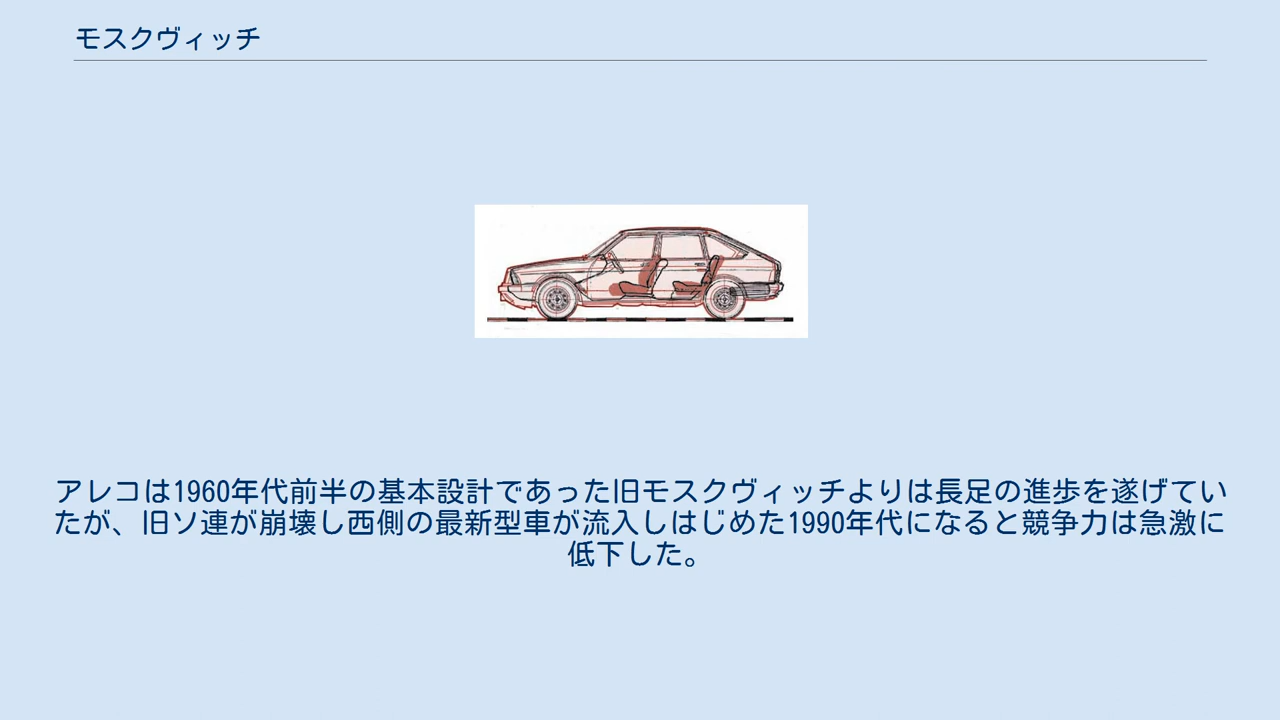 モスクヴィッチ
アレコは1960年代前半の基本設計であった旧モスクヴィッチよりは長足の進歩を遂げてい
たが、旧ソ連が崩壊し西側の最新型車が流入しはじめた1990年代になると競争力は急激に
低下した。